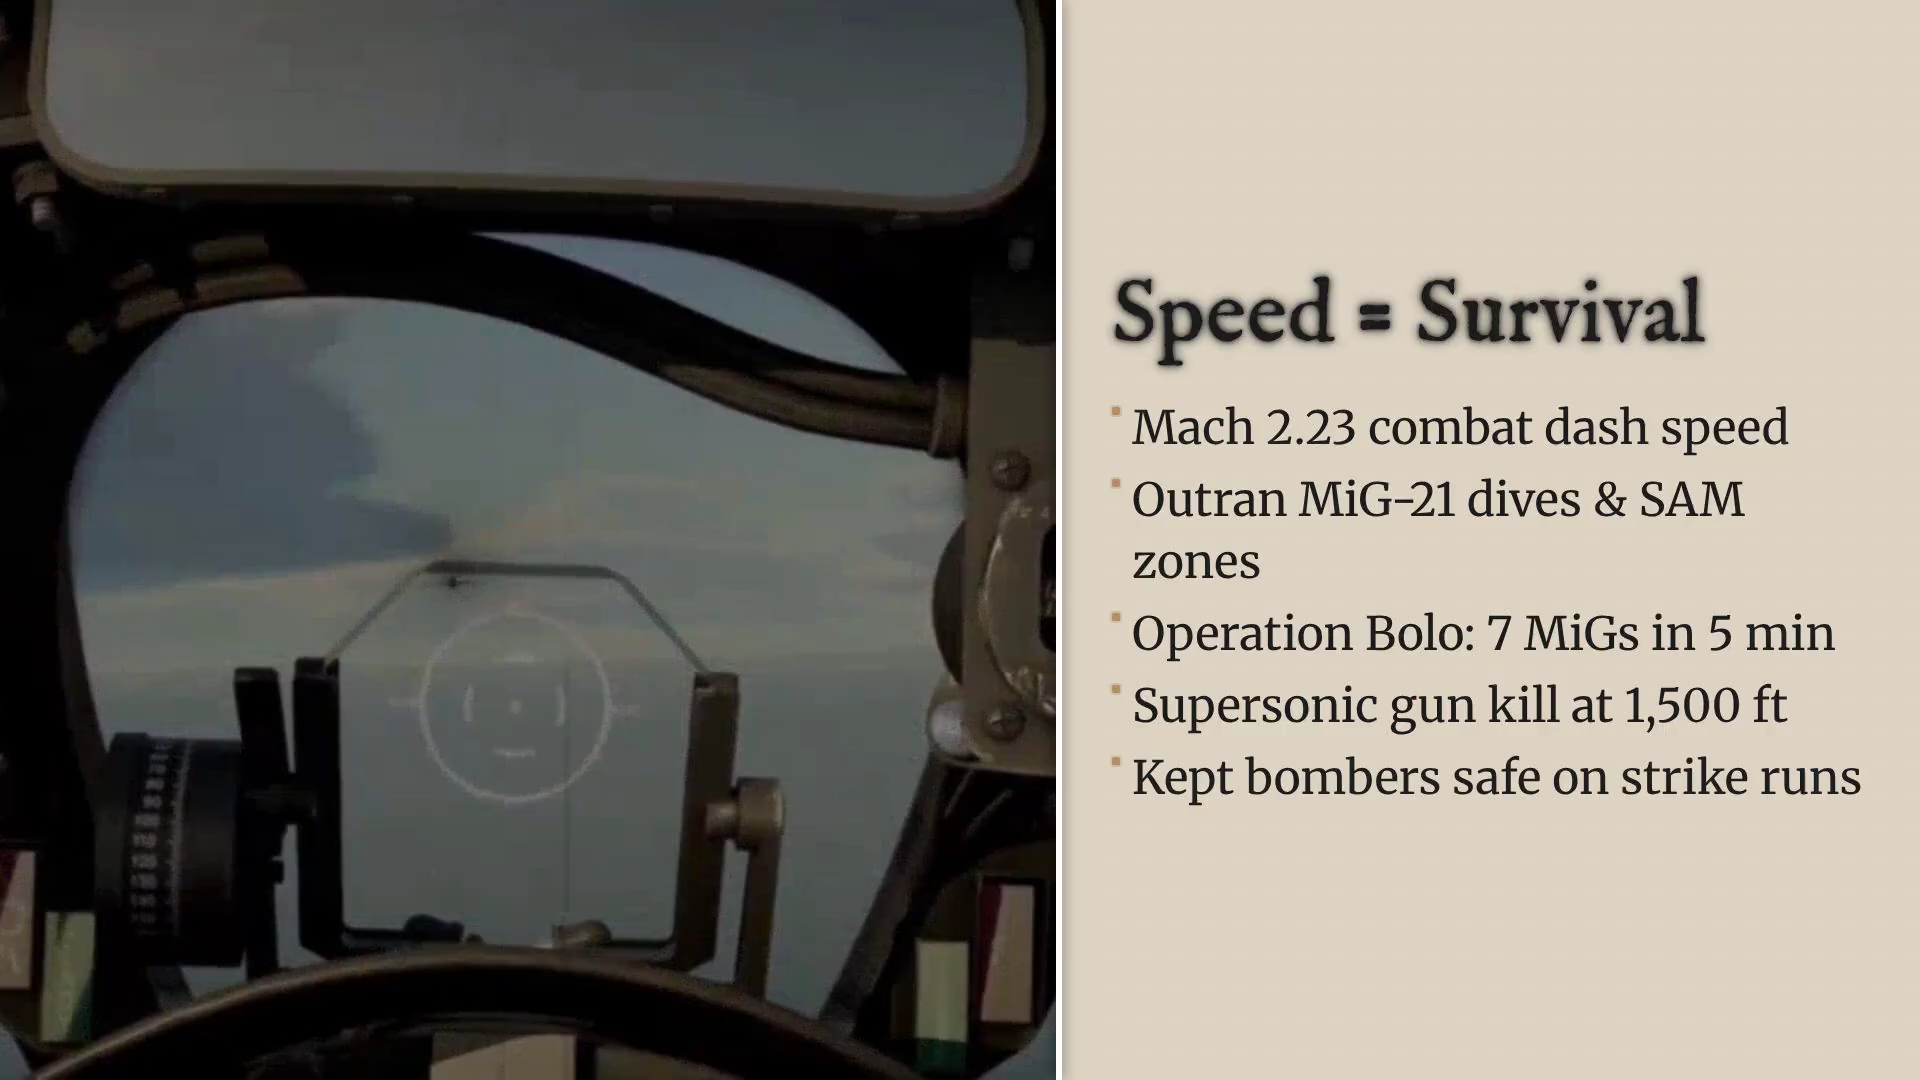 Speed = Survival
Mach 2.23 combat dash speed
Outran MiG-21 dives & SAM
zones
Operation Bolo: 7 MiGs in 5 min
Supersonic gun kill at 1,500 ft
Kept bombers safe on strike runs